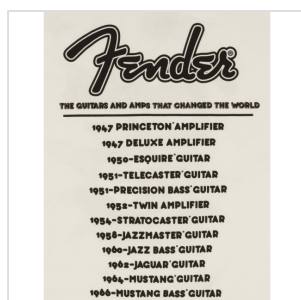 Fender®
THE GUITARS AND AMPS THAT CHANGED THE WORLD
1947 PRINCETON® AMPLIFIER
1947 DELUXE AMPLIFIER
1950-ESQUIRE® GUITAR
1951-TELECASTER® GUITAR
1951-PRECISION BASS® GUITAR
1952-TWIN AMPLIFIER
1954-STRATOCASTER® GUITAR
1958-JAZZMASTER® GUITAR
1960-JAZZ BASS® GUITAR
1962-JAGUAR® GUITAR
1964-MUSTANG® GUITAR
1966-MUSTANG BASS® GUITAR